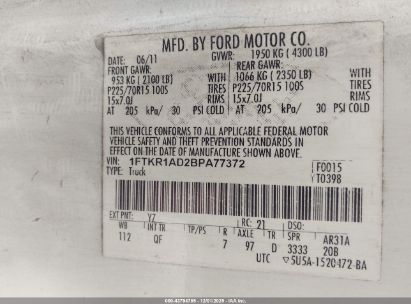 MFD. BY FORD MOTOR CO.
DATE: 06/11 GVWR: 1950 KG ( 4300 LB)
FRONT GAWR: REAR GAWR:
953 KG ( 2100 LB) WITH 1066 KG ( 2350 LB) WITH
P225/70R15 100S TIRES P225/70R15 100S TIRES
15x7.0J RIMS 15x7.0J RIMS
AT 205 kPa/ 30 PSI COLD AT 205 kPa/ 30 PSI COLD
THIS VEHICLE CONFORMS TO ALL APPLICABLE FEDERAL MOTOR
VEHICLE SAFETY AND THEFT PREVENTION STANDARDS IN
EFFECT ON THE DATE OF MANUFACTURE SHOWN ABOVE.
VIN: 1FTKR1AD2BPA77372
TYPE: Truck
F0015
T0398
EXT PNT: YZ RC: 21 DSO:
WB INT TR TP/PS R AXLE TR SPR AR31A
112 QF 7 97 D 3333 20B
UTC 5U5A-1520472-BA